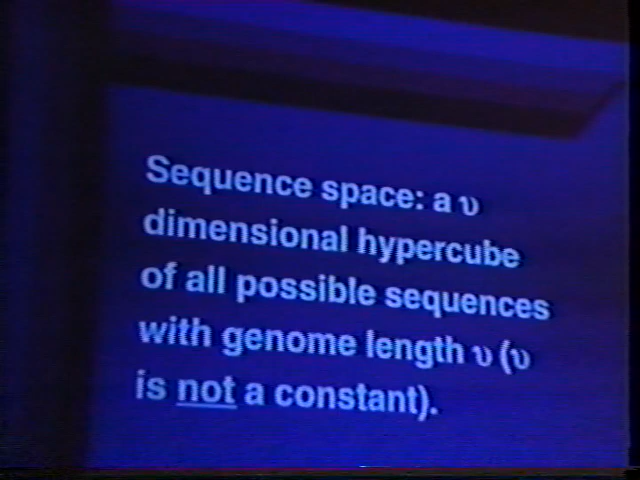 Sequence space: a υ
dimensional hypercube
of all possible sequences
with genome length υ (υ
is not a constant).